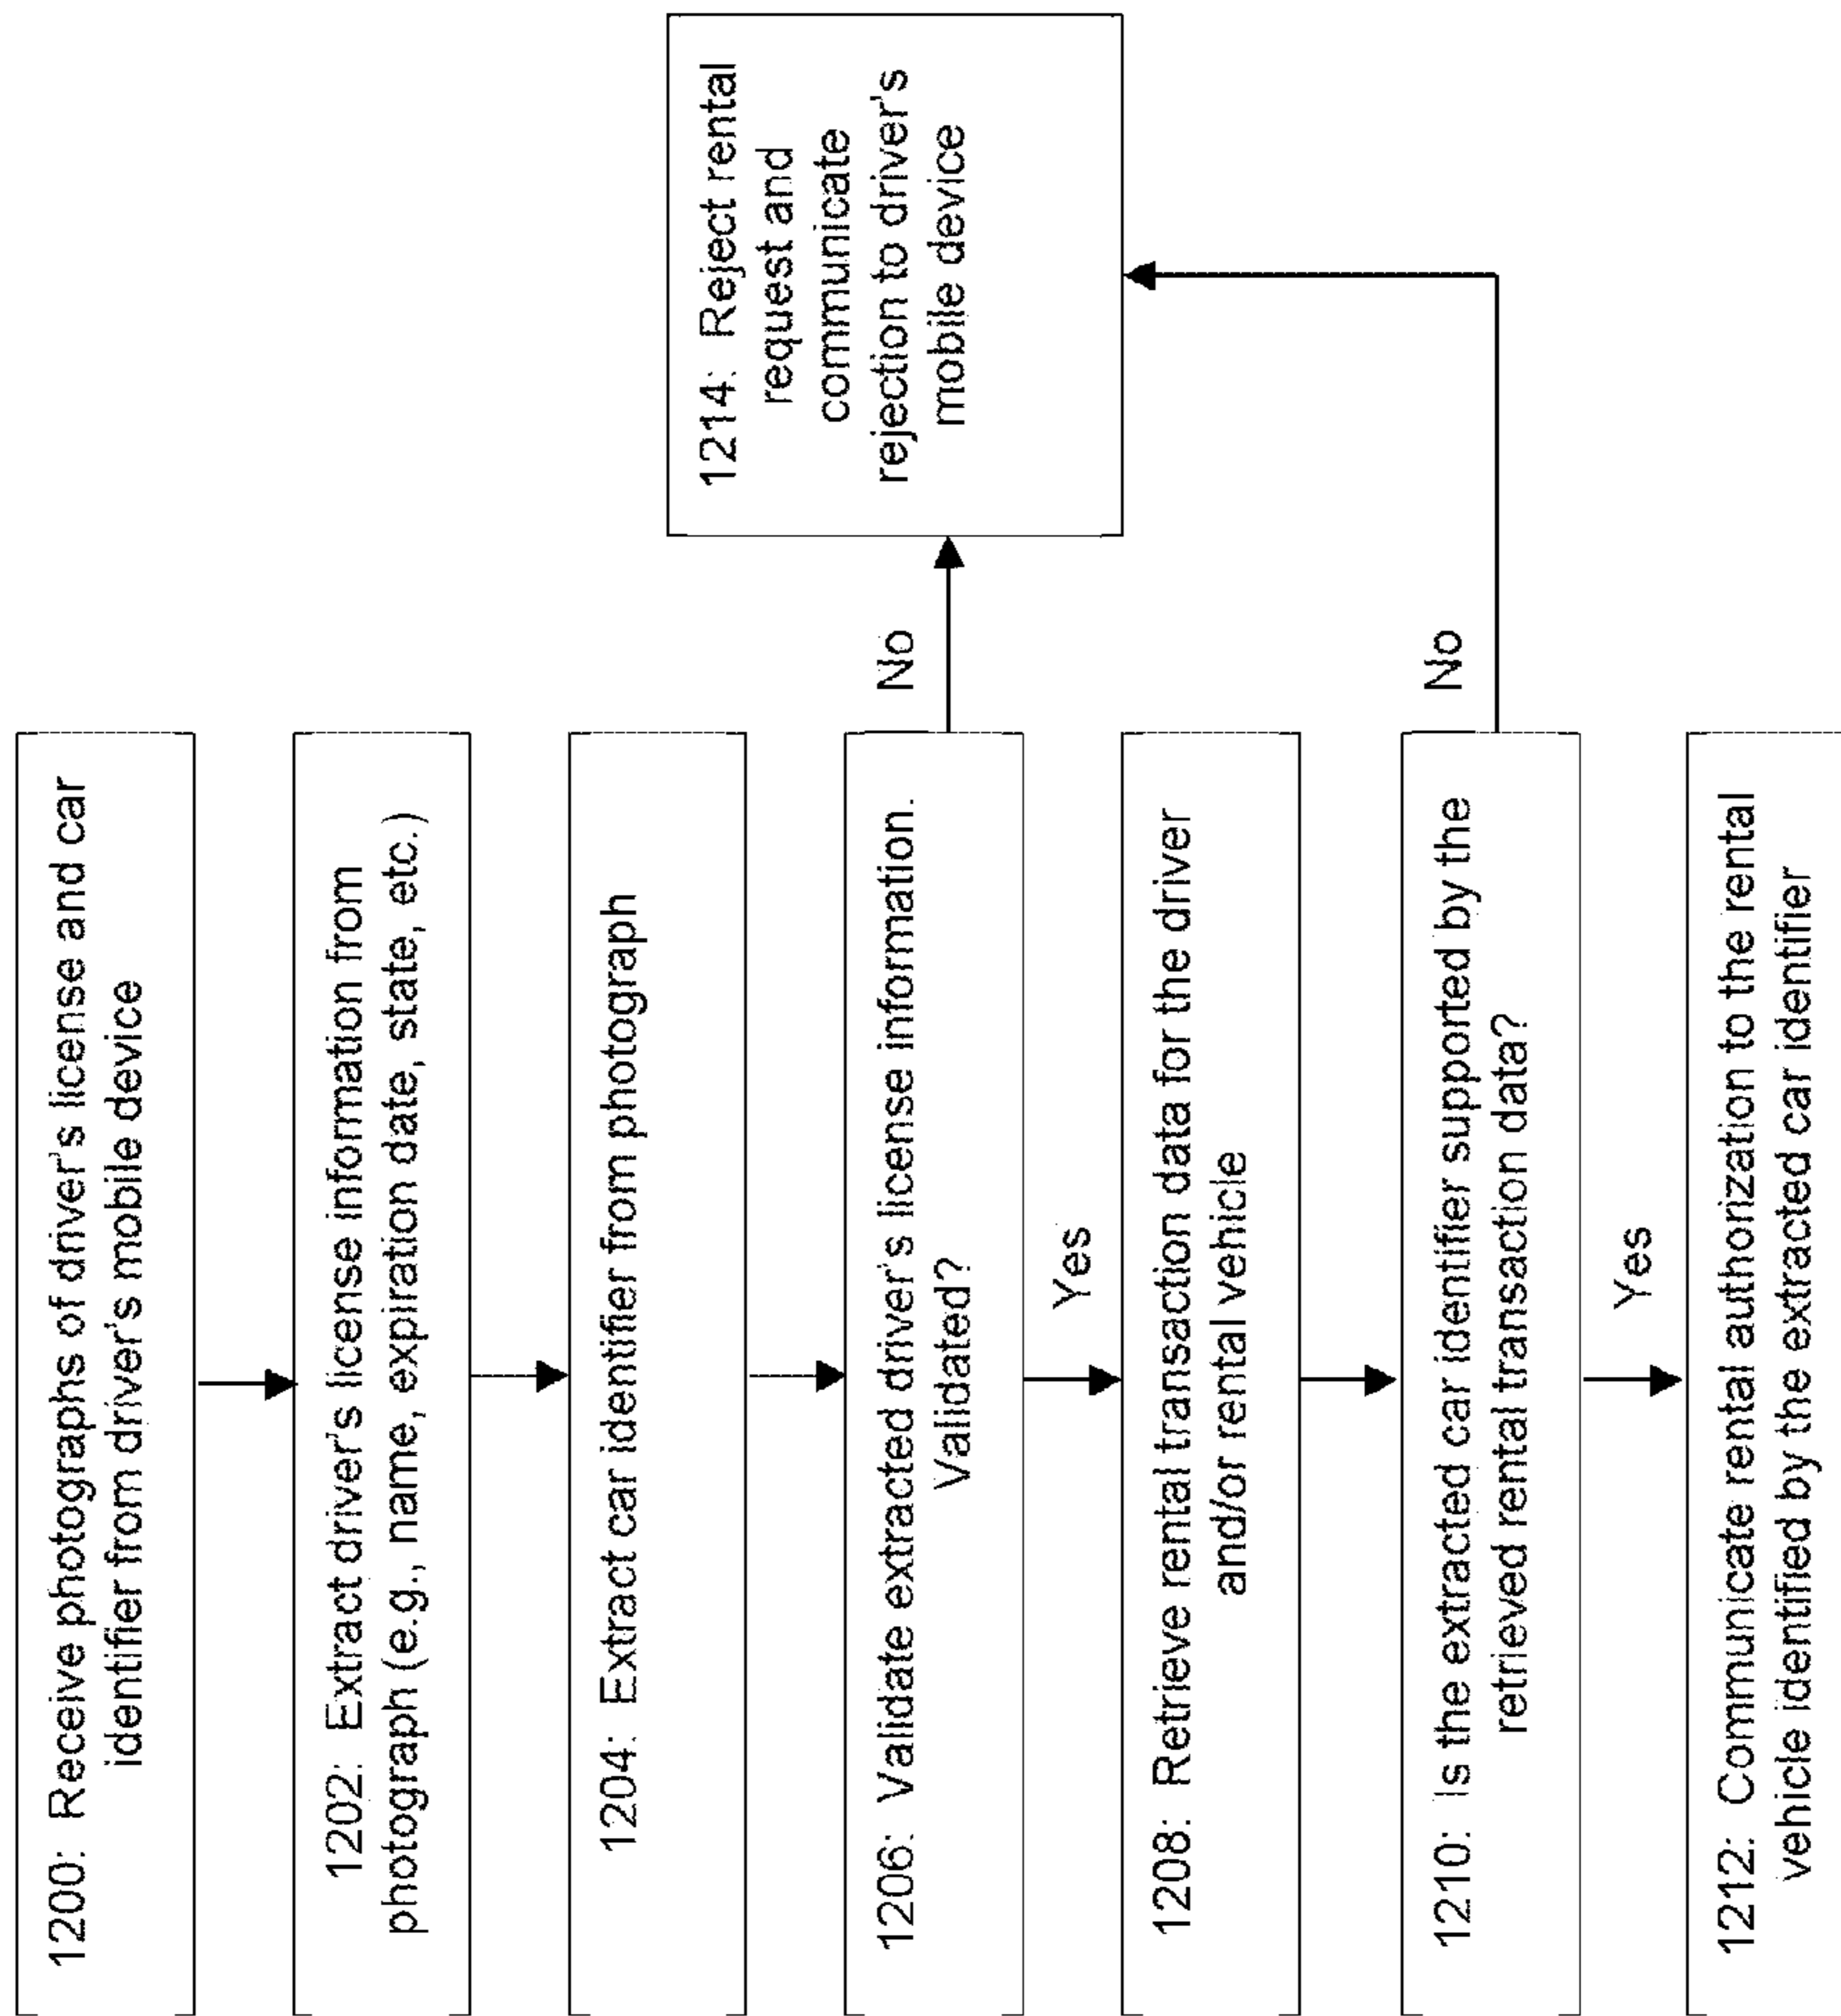 1200: Receive photographs of driver's license and car
identifier from driver's mobile device
1202: Extract driver's license information from
photograph (e.g., name, expiration date, state, etc.)
1204: Extract car identifier from photograph
1206: Validate extracted driver's license information.
Validated?
No
1214: Reject rental
request and
communicate
rejection to driver's
mobile device
Yes
1208: Retrieve rental transaction data for the driver
and/or rental vehicle
1210: Is the extracted car identifier supported by the
retrieved rental transaction data?
No
Yes
1212: Communicate rental authorization to the rental
vehicle identified by the extracted car identifier